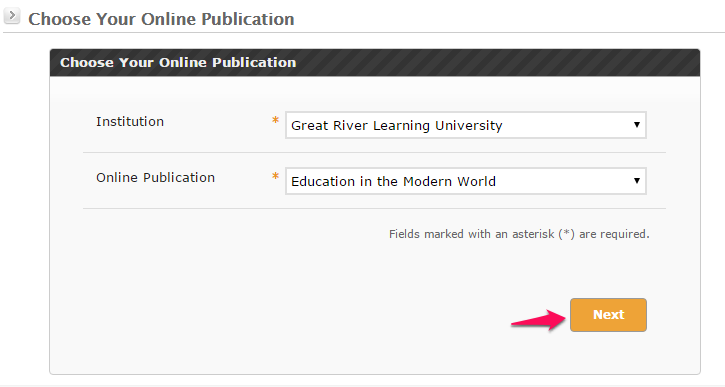 Choose Your Online Publication
Choose Your Online Publication
Institution * Great River Learning University
Online Publication * Education in the Modern World
Fields marked with an asterisk (*) are required.
Next